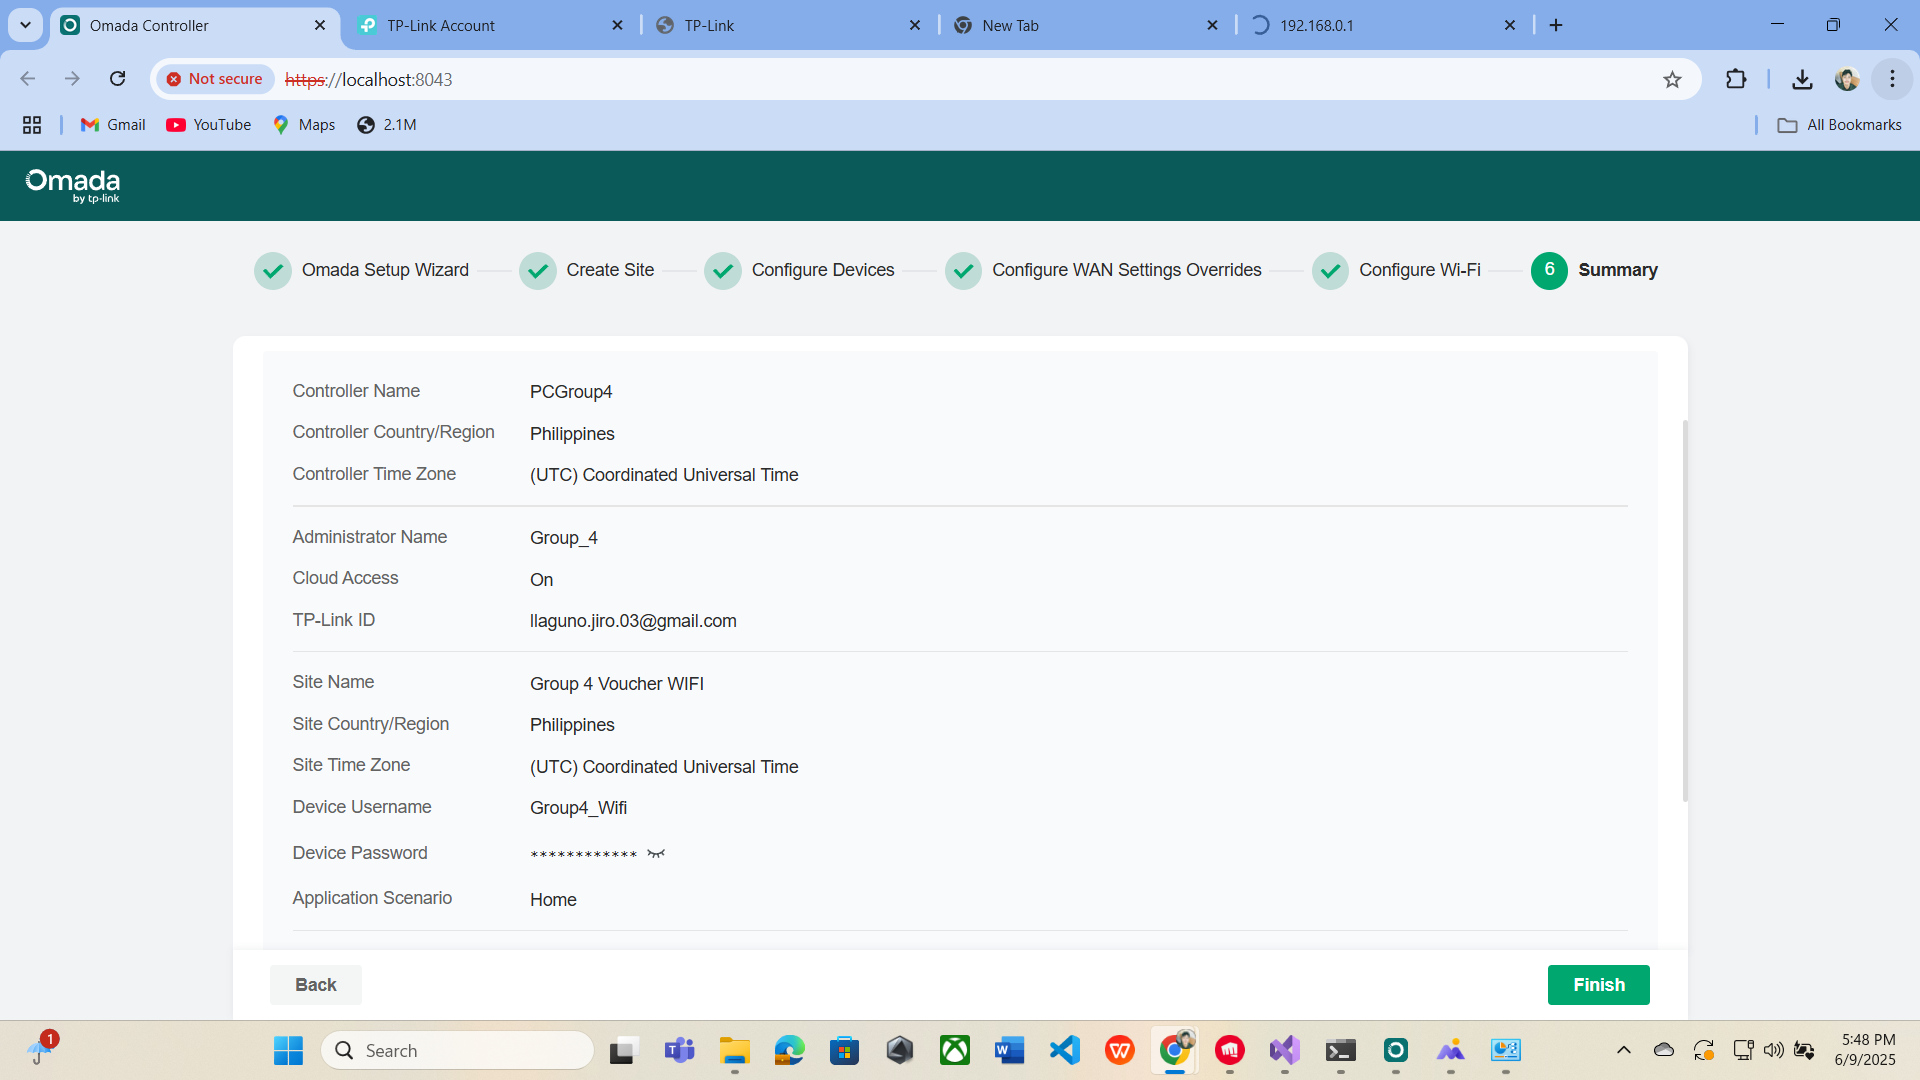 Omada Controller
TP-Link Account
TP-Link
New Tab
192.168.0.1
Not secure
https://localhost:8043
Gmail
YouTube
Maps
2.1M
All Bookmarks
Omada
by tp-link
Omada Setup Wizard
Create Site
Configure Devices
Configure WAN Settings Overrides
Configure Wi-Fi
6
Summary
Controller Name PCGroup4
Controller Country/Region Philippines
Controller Time Zone (UTC) Coordinated Universal Time
Administrator Name Group_4
Cloud Access On
TP-Link ID llaguno.jiro.03@gmail.com
Site Name Group 4 Voucher WIFI
Site Country/Region Philippines
Site Time Zone (UTC) Coordinated Universal Time
Device Username Group4_Wifi
Device Password ************
Application Scenario Home
Back
Finish
1
Search
5:48 PM
6/9/2025